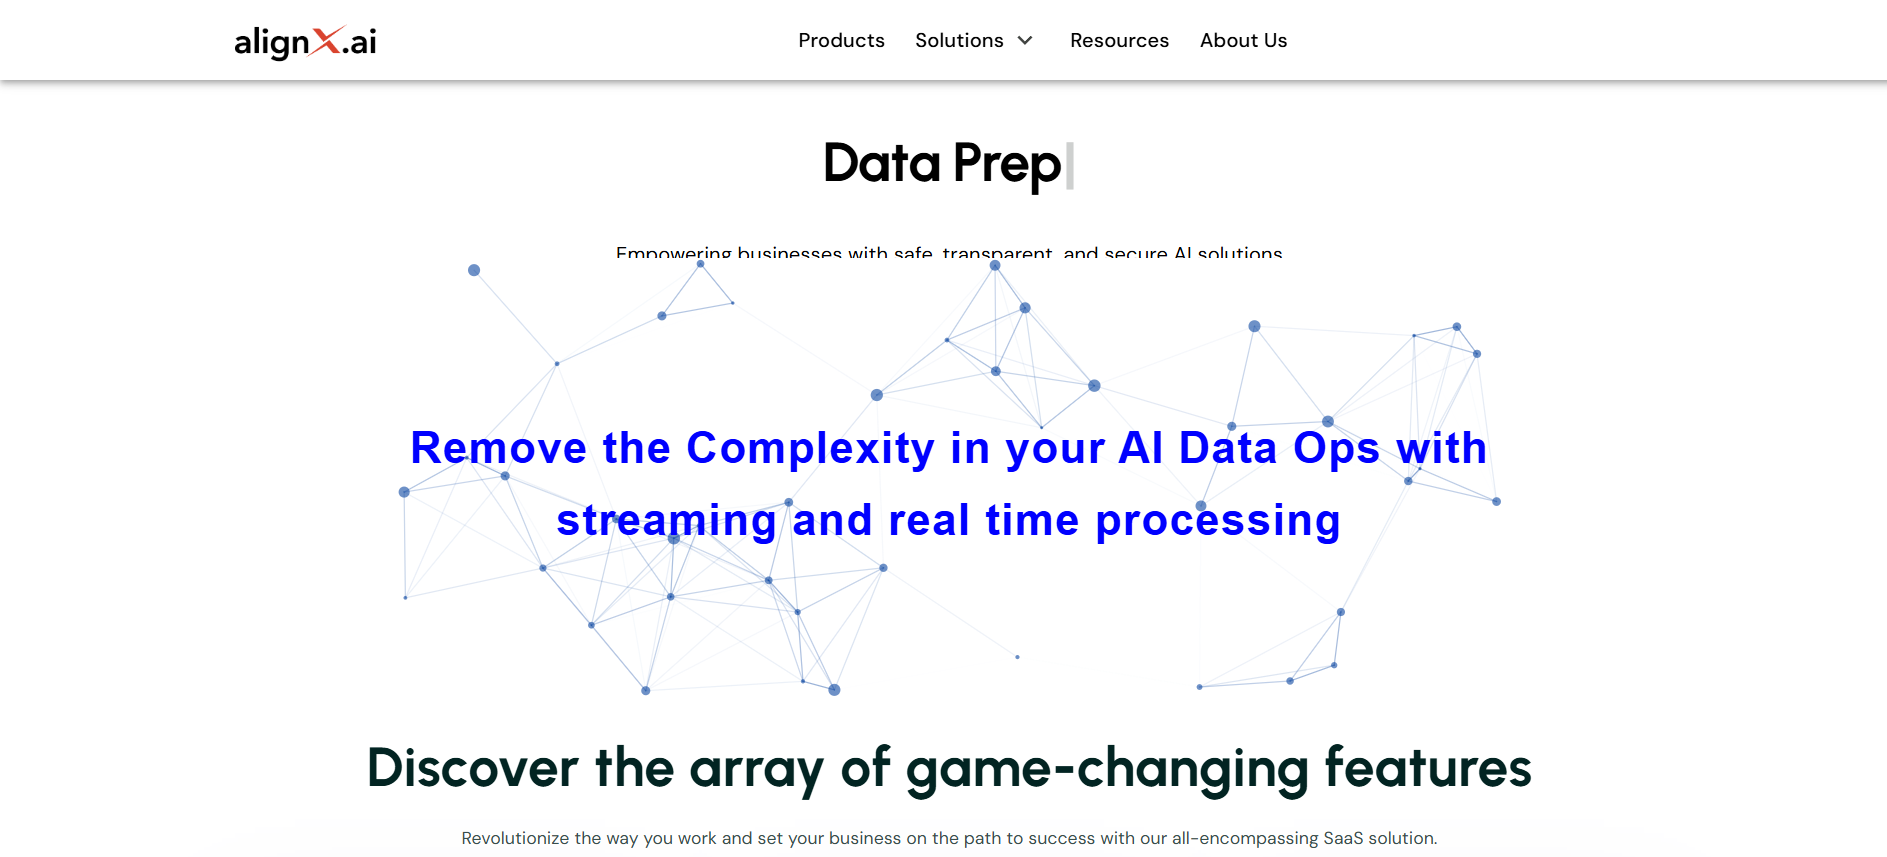 alignX.ai
Products Solutions Resources About Us
Data Prep
Empowering businesses with safe, transparent, and secure AI solutions
Remove the Complexity in your AI Data Ops with
streaming and real time processing
Discover the array of game-changing features
Revolutionize the way you work and set your business on the path to success with our all-encompassing SaaS solution.